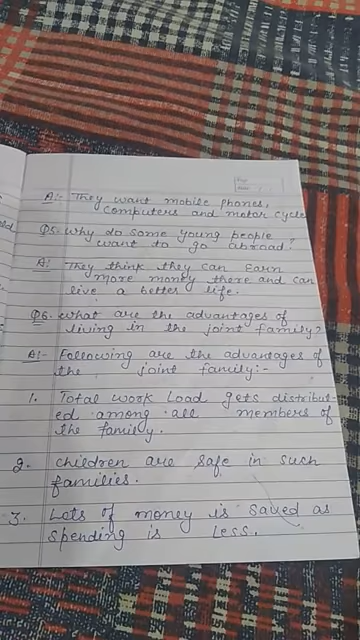 A:- They want mobile phones,
computers and motor cycle
Q5. Why do some young people
want to go abroad?
A:- They think they can earn
more money there and can
live a better life.
Q6. What are the advantages of
living in the joint family?
A:- Following are the advantages of
the joint family:-
1. Total work Load gets distribut-
ed among all members of
the family.
2. children are safe in such
families.
3. Lots of money is saved as
spending is less.